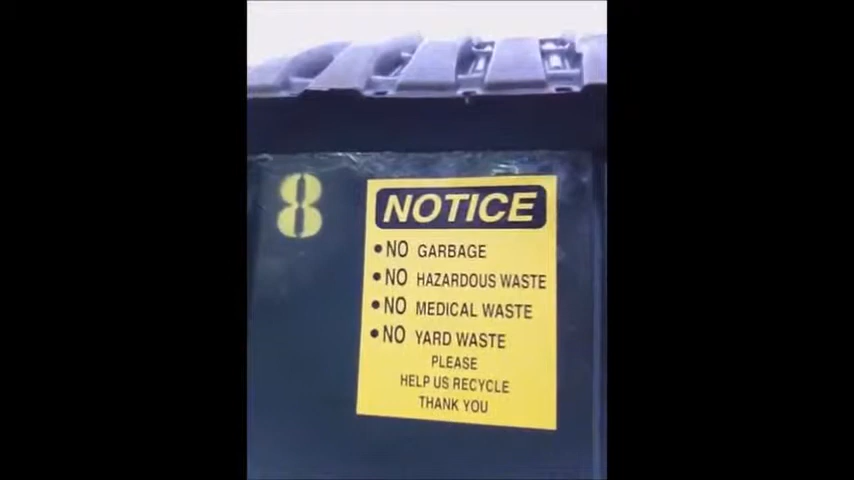 8
NOTICE
• NO GARBAGE
• NO HAZARDOUS WASTE
• NO MEDICAL WASTE
• NO YARD WASTE
PLEASE
HELP US RECYCLE
THANK YOU